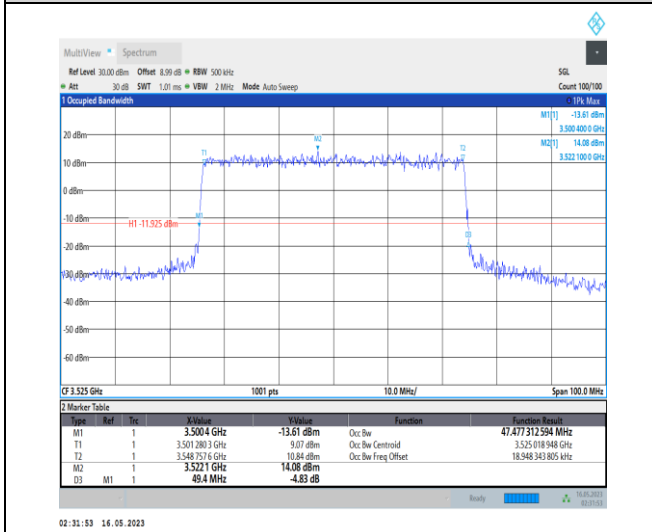 MultiView Spectrum
Ref Level 30.00 dBm Offset 8.99 dB RBW 500 kHz SGL
Att 30 dB SWT 1.01 ms VBW 2 MHz Mode Auto Sweep Count 100/100
1 Occupied Bandwidth 1Pk Max
M1[1] -13.61 dBm
3.500 400 0 GHz
M2[1] 14.08 dBm
3.522 100 0 GHz
20 dBm
M2
T1
T2
10 dBm
0 dBm
-10 dBm
M1
H1 -11.925 dBm
D3
-20 dBm
-30 dBm
-40 dBm
-50 dBm
-60 dBm
CF 3.525 GHz 1001 pts 10.0 MHz/ Span 100.0 MHz
2 Marker Table
Type Ref Trc X-Value Y-Value Function Function Result
M1 1 3.500 4 GHz -13.61 dBm Occ Bw 47.477 312 594 MHz
T1 1 3.501 280 3 GHz 9.07 dBm Occ Bw Centroid 3.525 018 948 GHz
T2 1 3.548 757 6 GHz 10.84 dBm Occ Bw Freq Offset 18.948 343 805 kHz
M2 1 3.522 1 GHz 14.08 dBm
D3 M1 1 49.4 MHz -4.83 dB
Ready 16.05.2023
02:31:53
02:31:53 16.05.2023